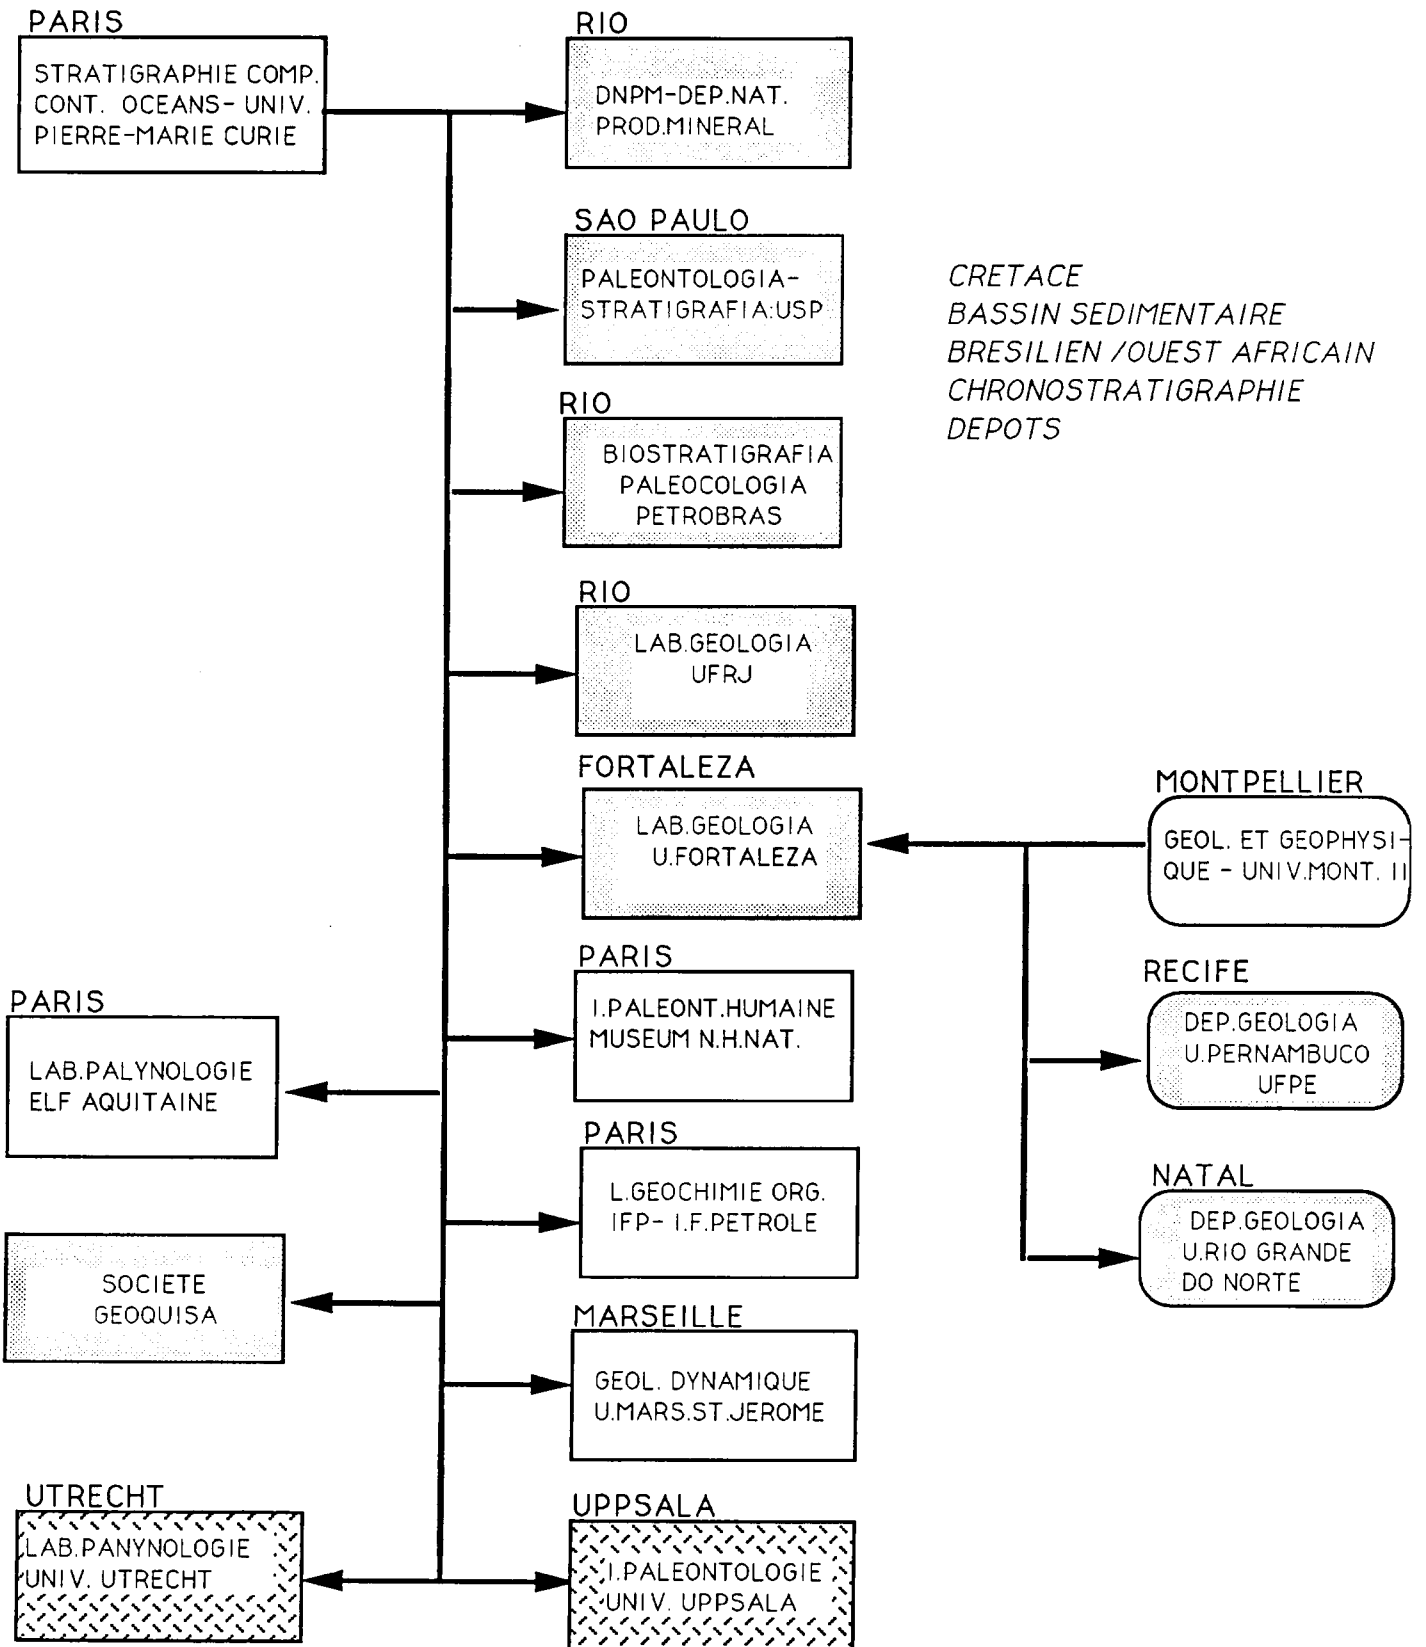 PARIS
STRATIGRAPHIE COMP.
CONT. OCEANS- UNIV.
PIERRE-MARIE CURIE
RIO
DNPM-DEP.NAT.
PROD.MINERAL
SAO PAULO
PALEONTOLOGIA-
STRATIGRAFIA:USP
CRETACE
BASSIN SEDIMENTAIRE
BRESILIEN /OUEST AFRICAIN
CHRONOSTRATIGRAPHIE
DEPOTS
RIO
BIOSTRATIGRAFIA
PALEOCOLOGIA
PETROBRAS
RIO
LAB.GEOLOGIA
UFRJ
FORTALEZA
LAB.GEOLOGIA
U.FORTALEZA
MONTPELLIER
GEOL. ET GEOPHYSI-
QUE - UNIV.MONT. II
PARIS
I.PALEONT.HUMAINE
MUSEUM N.H.NAT.
RECIFE
DEP.GEOLOGIA
U.PERNAMBUCO
UFPE
PARIS
LAB.PALYNOLOGIE
ELF AQUITAINE
PARIS
L.GEOCHIMIE ORG.
IFP- I.F.PETROLE
NATAL
DEP.GEOLOGIA
U.RIO GRANDE
DO NORTE
SOCIETE
GEOQUISA
MARSEILLE
GEOL. DYNAMIQUE
U.MARS.ST.JEROME
UTRECHT
LAB.PANYNOLOGIE
UNIV. UTRECHT
UPPSALA
I.PALEONTOLOGIE
UNIV. UPPSALA